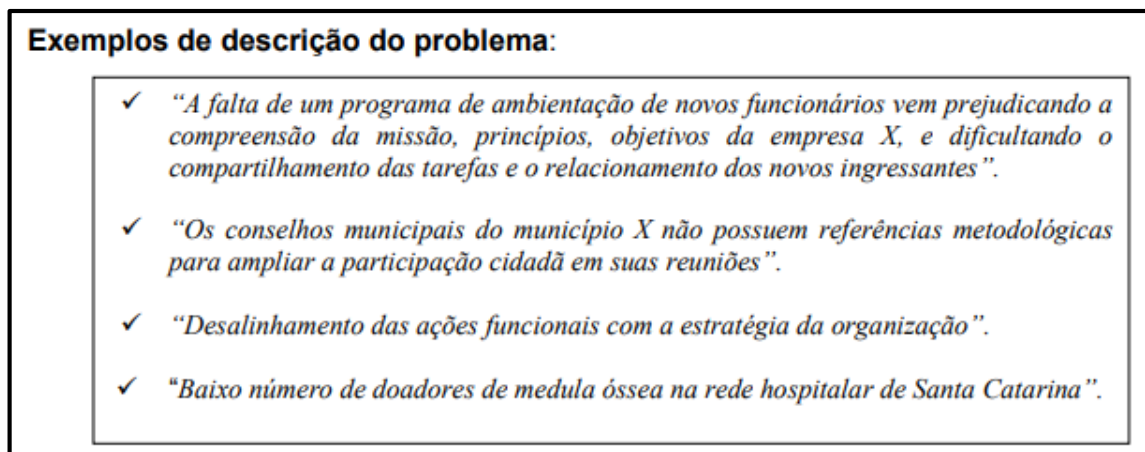 Exemplos de descrição do problema:
✓ “A falta de um programa de ambientação de novos funcionários vem prejudicando a
compreensão da missão, princípios, objetivos da empresa X, e dificultando o
compartilhamento das tarefas e o relacionamento dos novos ingressantes”.
✓ “Os conselhos municipais do município X não possuem referências metodológicas
para ampliar a participação cidadã em suas reuniões”.
✓ “Desalinhamento das ações funcionais com a estratégia da organização”.
✓ “Baixo número de doadores de medula óssea na rede hospitalar de Santa Catarina”.